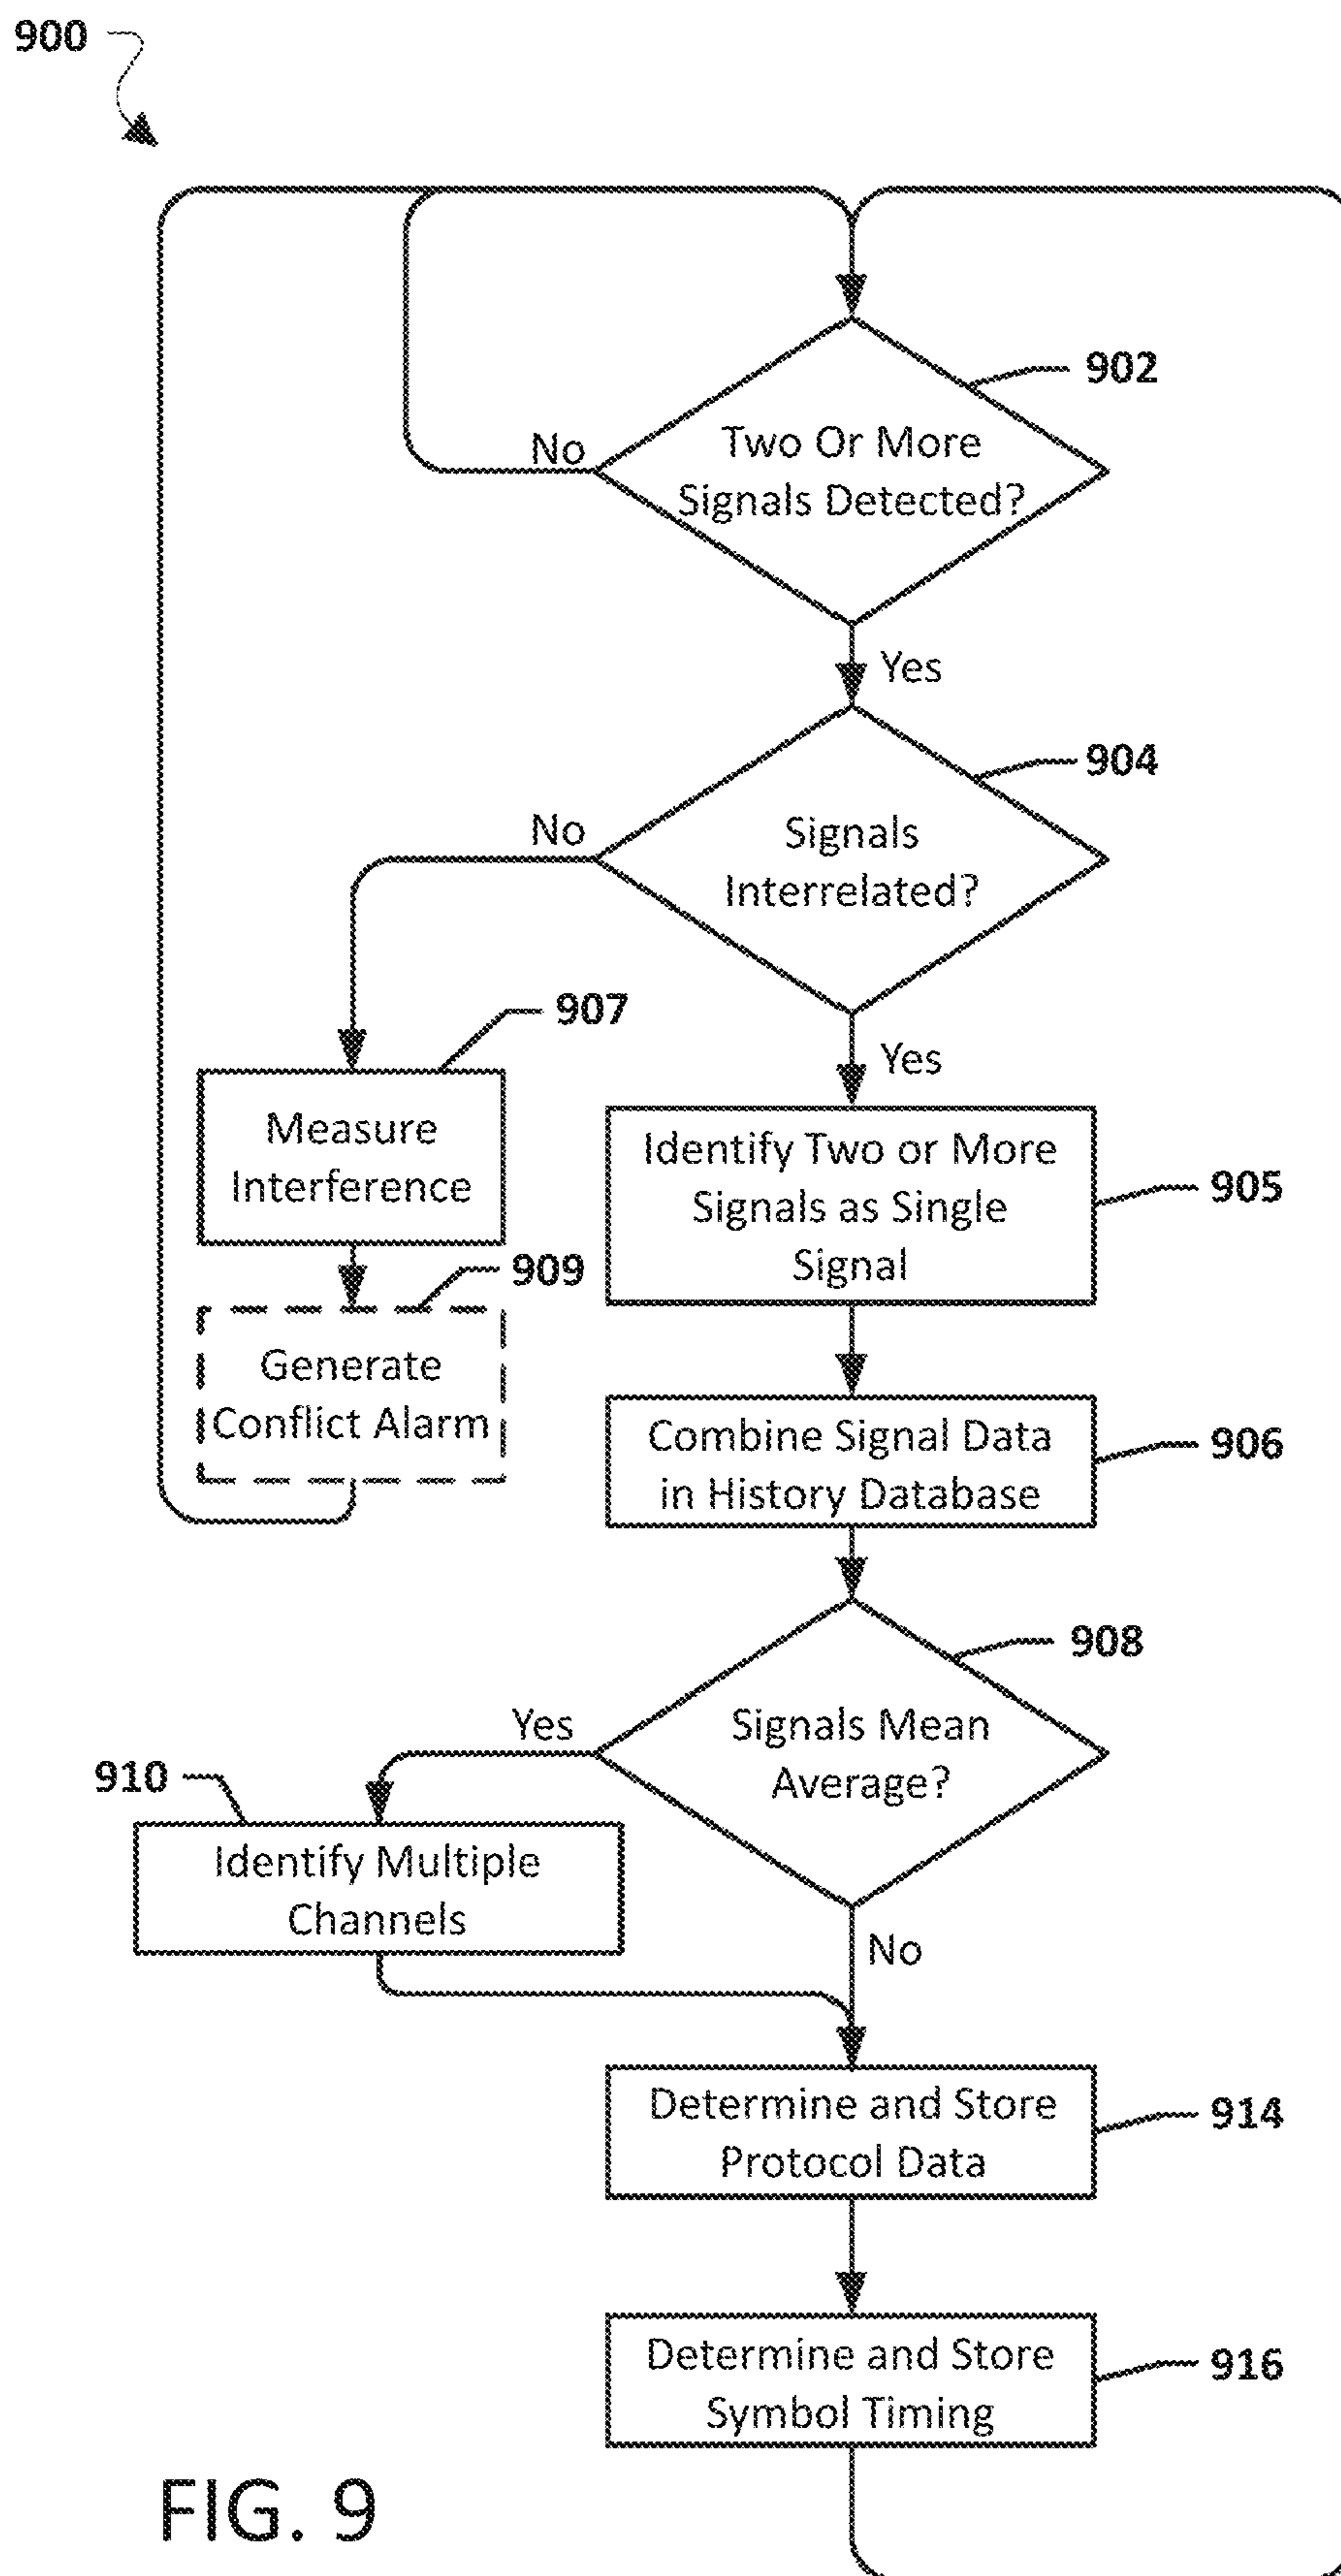 900
902
Two Or More
Signals Detected?
No
Yes
904
Signals
Interrelated?
No
Yes
907
Measure
Interference
905
Identify Two or More
Signals as Single
Signal
909
Generate
Conflict Alarm
906
Combine Signal Data
in History Database
908
Signals Mean
Average?
Yes
910
Identify Multiple
Channels
No
914
Determine and Store
Protocol Data
916
Determine and Store
Symbol Timing
FIG. 9